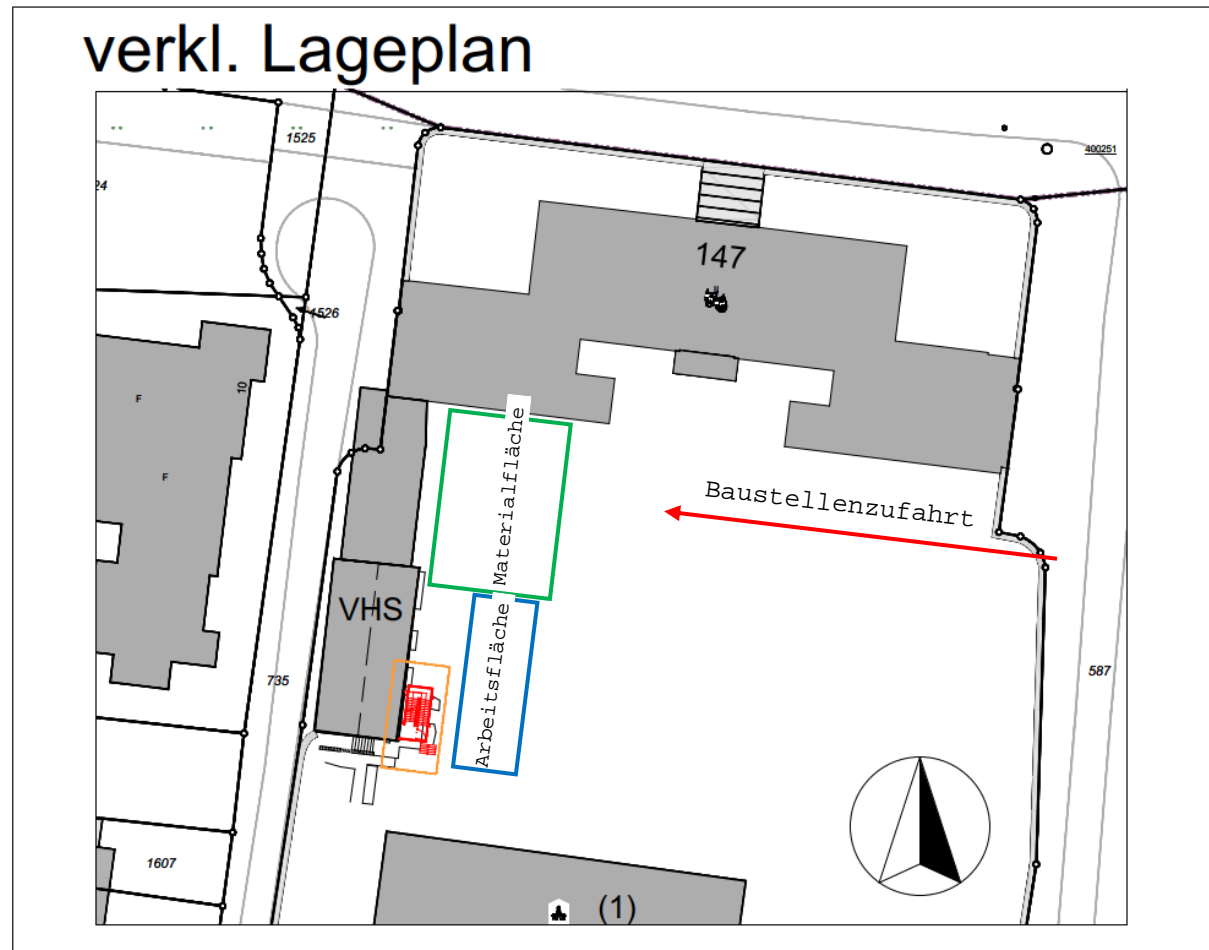 verkl. Lageplan
1525
400251
24
147
1526
10
F
F
Materialfläche
Baustellenzufahrt
VHS
Arbeitsfläche
735
587
1607
(1)